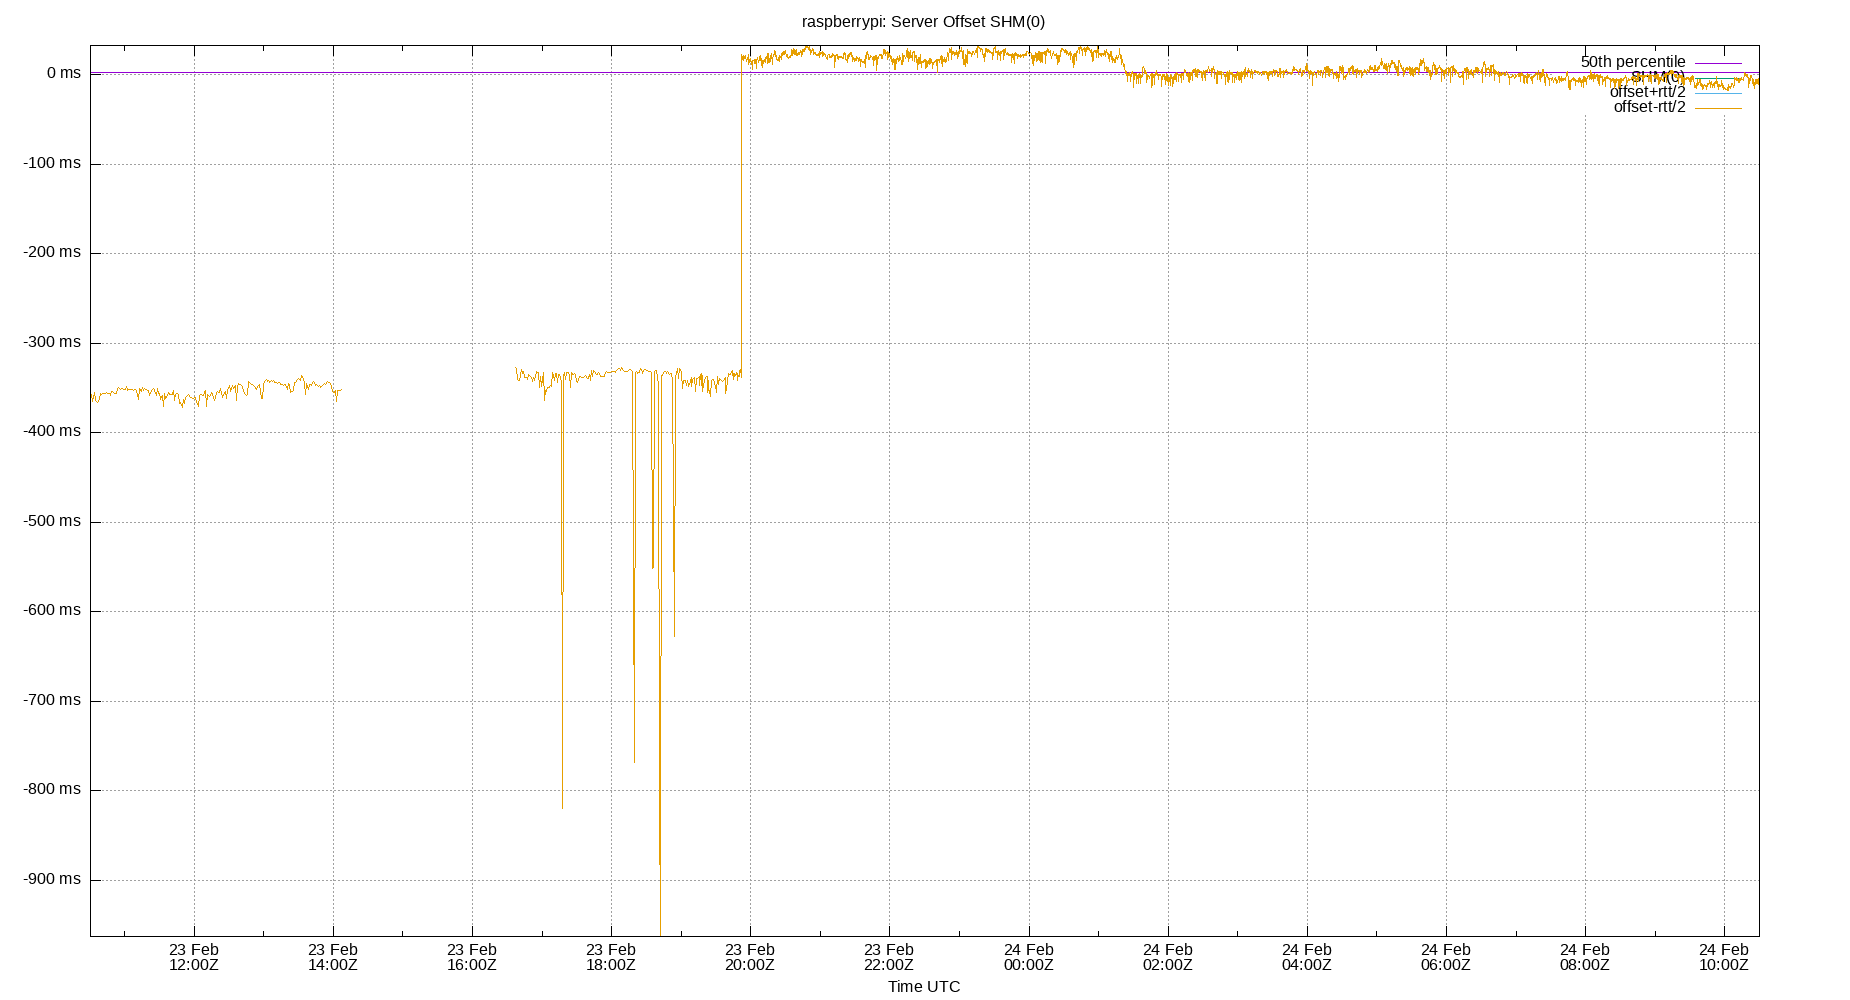 raspberrypi: Server Offset SHM(0)
0 ms
-100 ms
-200 ms
-300 ms
-400 ms
-500 ms
-600 ms
-700 ms
-800 ms
-900 ms
50th percentile
SHM(0)
offset+rtt/2
offset-rtt/2
23 Feb 23 Feb 23 Feb 23 Feb 23 Feb 23 Feb 24 Feb 24 Feb 24 Feb 24 Feb 24 Feb 24 Feb
12:00Z 14:00Z 16:00Z 18:00Z 20:00Z 22:00Z 00:00Z 02:00Z 04:00Z 06:00Z 08:00Z 10:00Z
Time UTC